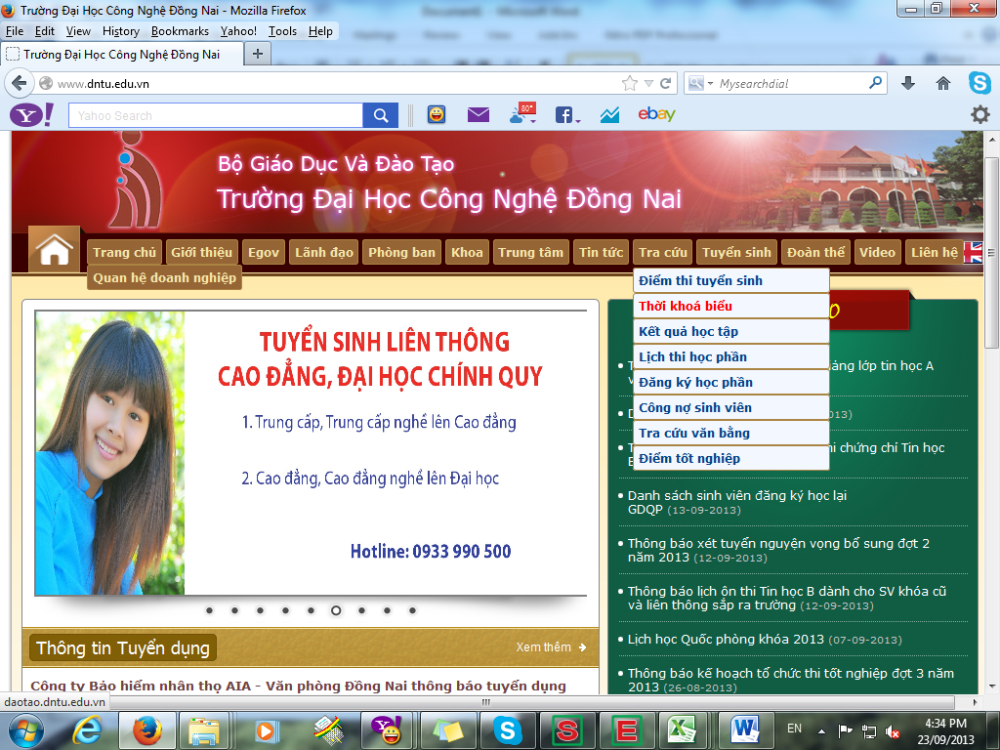 Trường Đại Học Công Nghệ Đồng Nai - Mozilla Firefox
File Edit View History Bookmarks Yahoo! Tools Help
Trường Đại Học Công Nghệ Đồng Nai
www.dntu.edu.vn
Mysearchdial
Y!
Yahoo Search
80°
ebay
Bộ Giáo Dục Và Đào Tạo
Trường Đại Học Công Nghệ Đồng Nai
Trang chủ Giới thiệu Egov Lãnh đạo Phòng ban Khoa Trung tâm Tin tức Tra cứu Tuyển sinh Đoàn thể Video Liên hệ
Quan hệ doanh nghiệp
Điểm thi tuyển sinh
Thời khoá biểu
Kết quả học tập
Lịch thi học phần
Đăng ký học phần
Công nợ sinh viên
Tra cứu văn bằng
Điểm tốt nghiệp
TUYỂN SINH LIÊN THÔNG
CAO ĐẲNG, ĐẠI HỌC CHÍNH QUY
1. Trung cấp, Trung cấp nghề lên Cao đẳng
2. Cao đẳng, Cao đẳng nghề lên Đại học
Hotline: 0933 990 500
lớp tin học A
013)
chứng chỉ Tin học
Danh sách sinh viên đăng ký học lại
GDQP (13-09-2013)
Thông báo xét tuyển nguyện vọng bổ sung đợt 2
năm 2013 (12-09-2013)
Thông báo lịch ôn thi Tin học B dành cho SV khóa cũ
và liên thông sắp ra trường (12-09-2013)
Lịch học Quốc phòng khóa 2013 (07-09-2013)
Thông báo kế hoạch tổ chức thi tốt nghiệp đợt 3 năm
2013 (26-08-2013)
Thông tin Tuyển dụng
Xem thêm
Công ty Bảo hiểm nhân thọ AIA - Văn phòng Đồng Nai thông báo tuyển dụng
daotao.dntu.edu.vn
EN
4:34 PM
23/09/2013